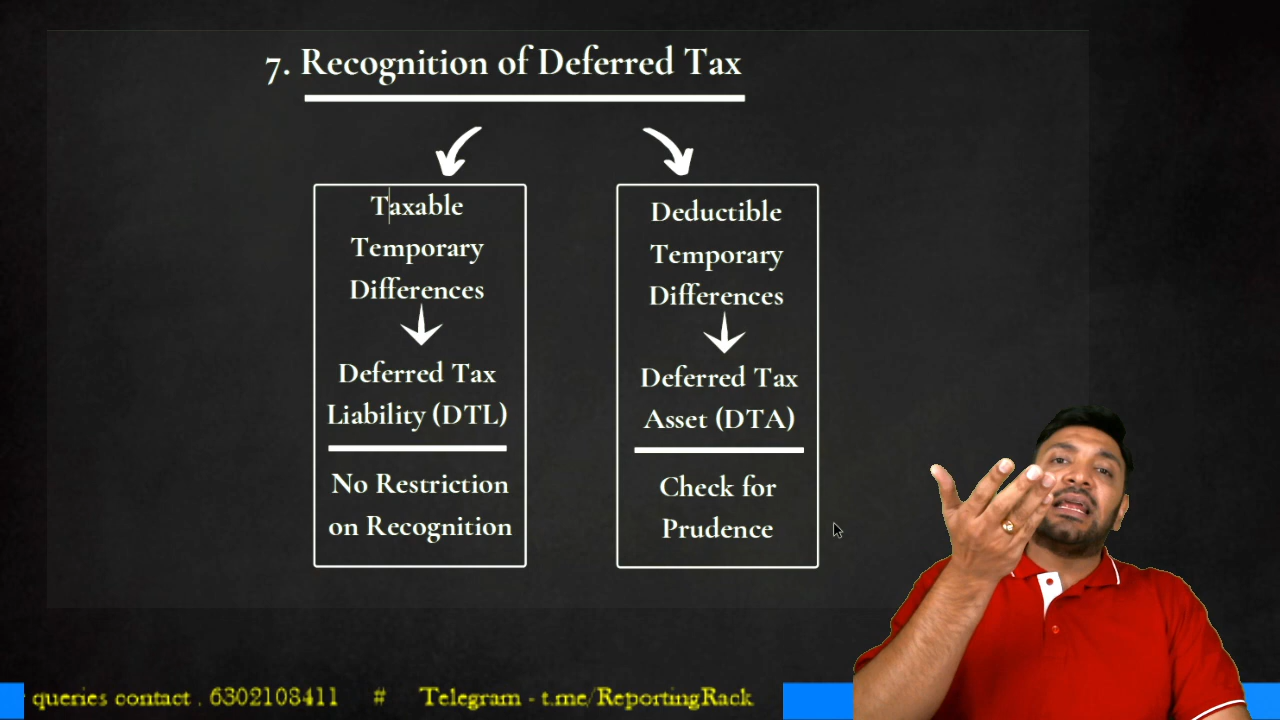 7. Recognition of Deferred Tax
Taxable
Temporary
Differences
Deferred Tax
Liability (DTL)
No Restriction
on Recognition
Deductible
Temporary
Differences
Deferred Tax
Asset (DTA)
Check for
Prudence
queries contact . 6302108411 # Telegram - t.me/ReportingRack